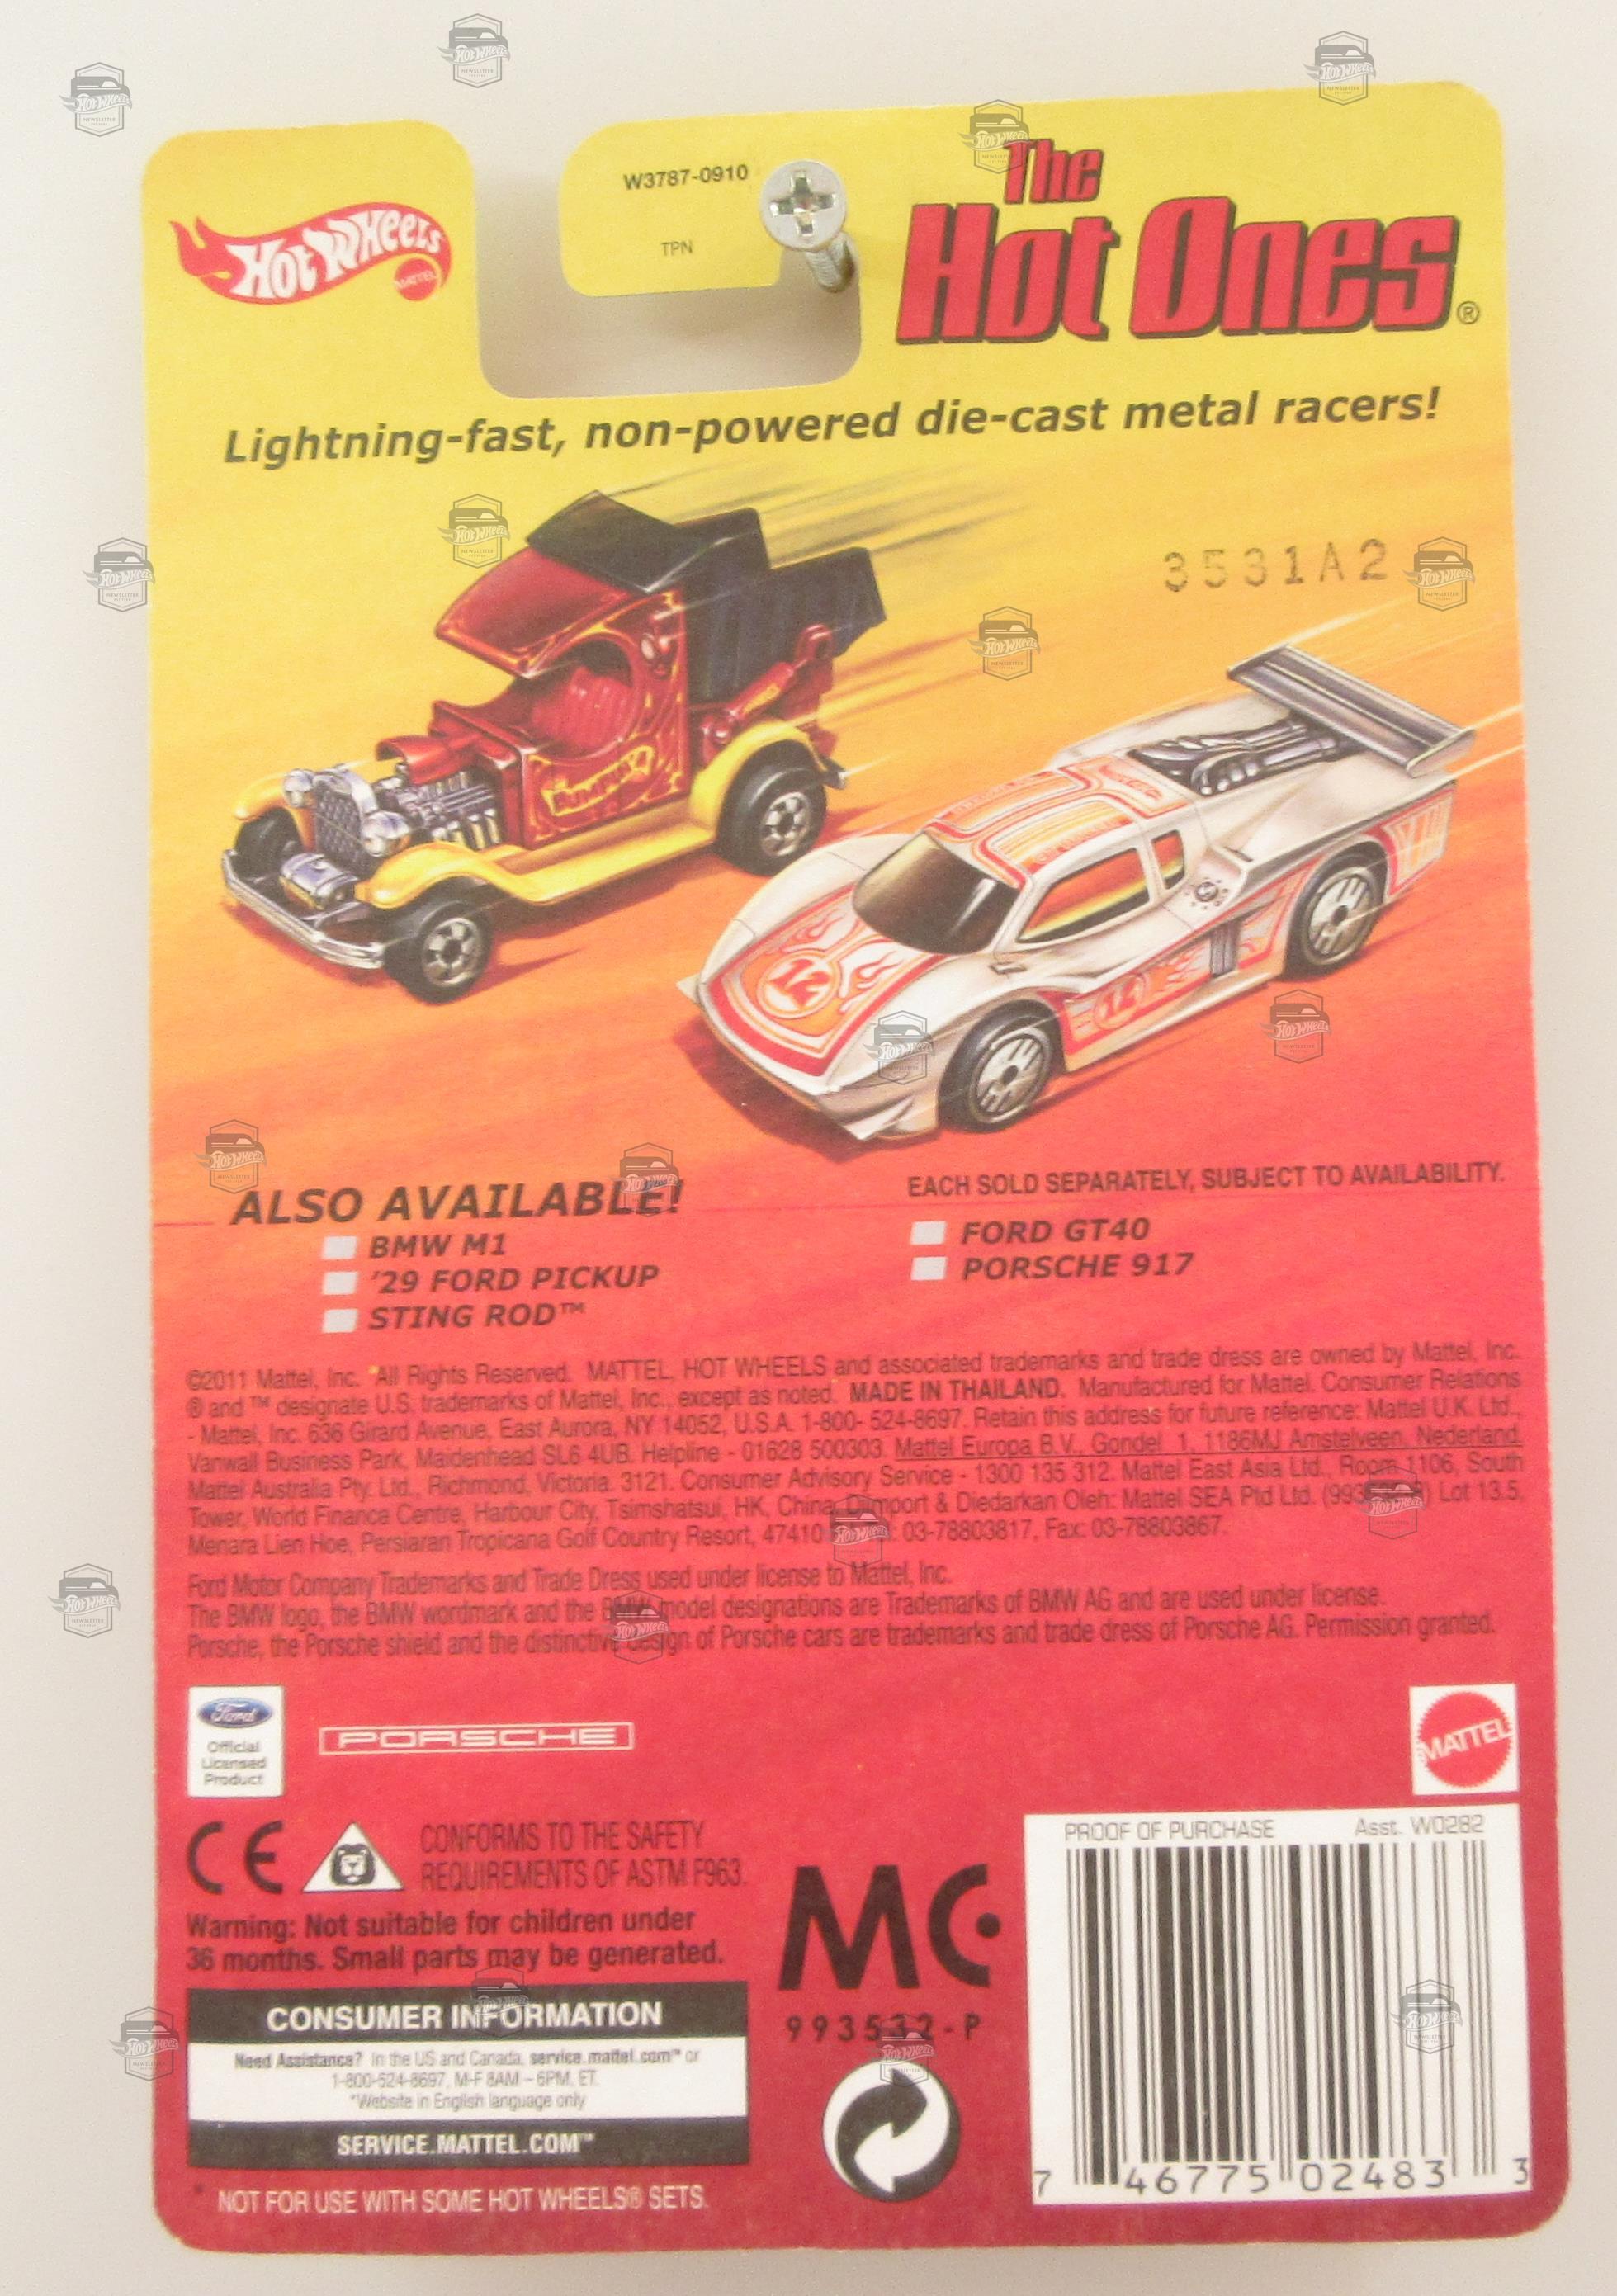 W3787-0910
TPN
HOT WHEELS
MATTEL
The
Hot Ones®
Lightning-fast, non-powered die-cast metal racers!
3531A2
12
12
ALSO AVAILABLE!
EACH SOLD SEPARATELY, SUBJECT TO AVAILABILITY.
BMW M1
'29 FORD PICKUP
STING ROD™
FORD GT40
PORSCHE 917
©2011 Mattel, Inc. All Rights Reserved. MATTEL, HOT WHEELS and associated trademarks and trade dress are owned by Mattel, Inc.
® and ™ designate U.S. trademarks of Mattel, Inc., except as noted. MADE IN THAILAND. Manufactured for Mattel. Consumer Relations
- Mattel, Inc. 636 Girard Avenue, East Aurora, NY 14052, U.S.A. 1-800- 524-8697. Retain this address for future reference: Mattel U.K. Ltd.,
Vanwall Business Park, Maidenhead SL6 4UB. Helpline - 01628 500303. Mattel Europa B.V., Gondel 1, 1186MJ Amstelveen, Nederland.
Mattel Australia Pty. Ltd., Richmond, Victoria. 3121. Consumer Advisory Service - 1300 135 312. Mattel East Asia Ltd., Room 1106, South
Tower, World Finance Centre, Harbour City, Tsimshatsui, HK, China. Diimport & Diedarkan Oleh: Mattel SEA Ptd Ltd. Lot 13.5,
Menara Lien Hoe, Persiaran Tropicana Golf Country Resort, 47410 03-78803817, Fax: 03-78803867.
Ford Motor Company Trademarks and Trade Dress used under license to Mattel, Inc.
The BMW logo, the BMW wordmark and the BMW model designations are Trademarks of BMW AG and are used under license.
Porsche, the Porsche shield and the distinctive design of Porsche cars are trademarks and trade dress of Porsche AG. Permission granted.
Ford
Official
Licensed
Product
PORSCHE
MATTEL
CE
CONFORMS TO THE SAFETY
REQUIREMENTS OF ASTM F963.
Warning: Not suitable for children under
36 months. Small parts may be generated.
MC
993532-P
CONSUMER INFORMATION
Need Assistance? In the US and Canada, service.mattel.com™ or
1-800-524-8697, M-F 8AM – 6PM, ET.
*Website in English language only
SERVICE.MATTEL.COM™
NOT FOR USE WITH SOME HOT WHEELS® SETS.
PROOF OF PURCHASE Asst. W0282
7 46775 02483 3